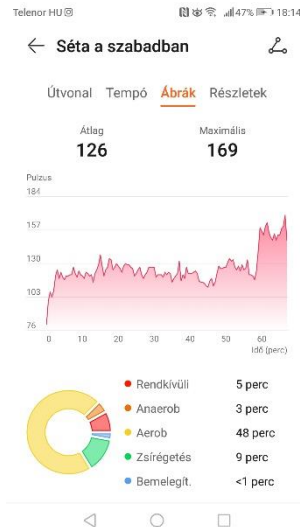 Telenor HU 47% 18:14
Séta a szabadban
Útvonal Tempó Ábrák Részletek
Átlag Maximális
126 169
Pulzus
184
157
130
103
76
0 10 20 30 40 50 60
Idő (perc)
Rendkívüli 5 perc
Anaerob 3 perc
Aerob 48 perc
Zsírégetés 9 perc
Bemelegít. <1 perc